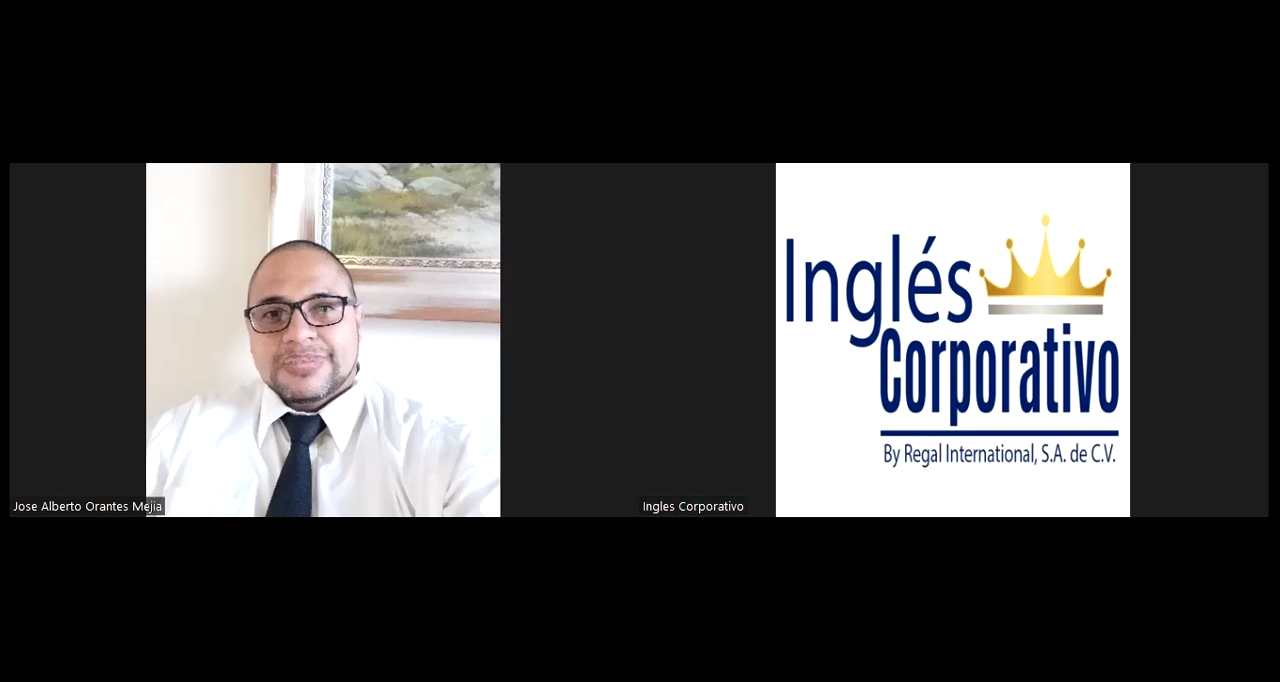 Inglés
Corporativo
By Regal International, S.A. de C.V.
Jose Alberto Orantes Mejia
Ingles Corporativo